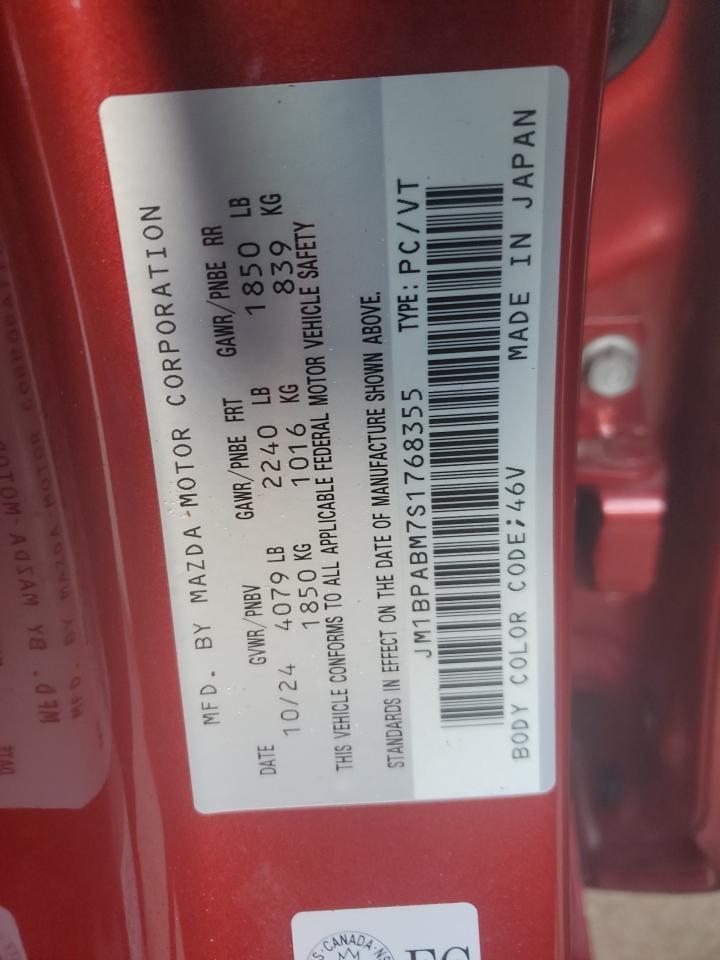 MFD. BY MAZDA MOTOR CORPORATION
DATE GVWR/PNBV GAWR/PNBE FRT GAWR/PNBE RR
10/24 4079 LB 2240 LB 1850 LB
1850 KG 1016 KG 839 KG
THIS VEHICLE CONFORMS TO ALL APPLICABLE FEDERAL MOTOR VEHICLE SAFETY
STANDARDS IN EFFECT ON THE DATE OF MANUFACTURE SHOWN ABOVE.
JM1BPABM7S1768355 TYPE: PC/VT
BODY COLOR CODE;46V MADE IN JAPAN
CANADA